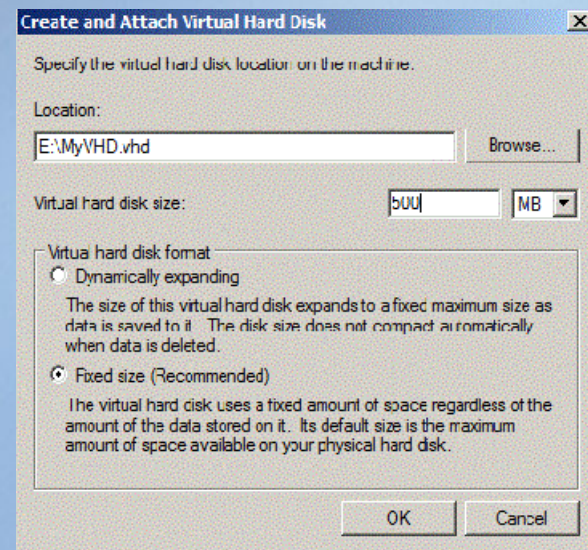 Create and Attach Virtual Hard Disk
Specify the virtual hard disk location on the machine.
Location:
E:\MyVHD.vhd
Browse...
Virtual hard disk size:
500
MB
Virtual hard disk format
Dynamically expanding
The size of this virtual hard disk expands to a fixed maximum size as
data is saved to it. The disk size does not compact automatically
when data is deleted.
Fixed size (Recommended)
The virtual hard disk uses a fixed amount of space regardless of the
amount of the data stored on it. Its default size is the maximum
amount of space available on your physical hard disk.
OK
Cancel